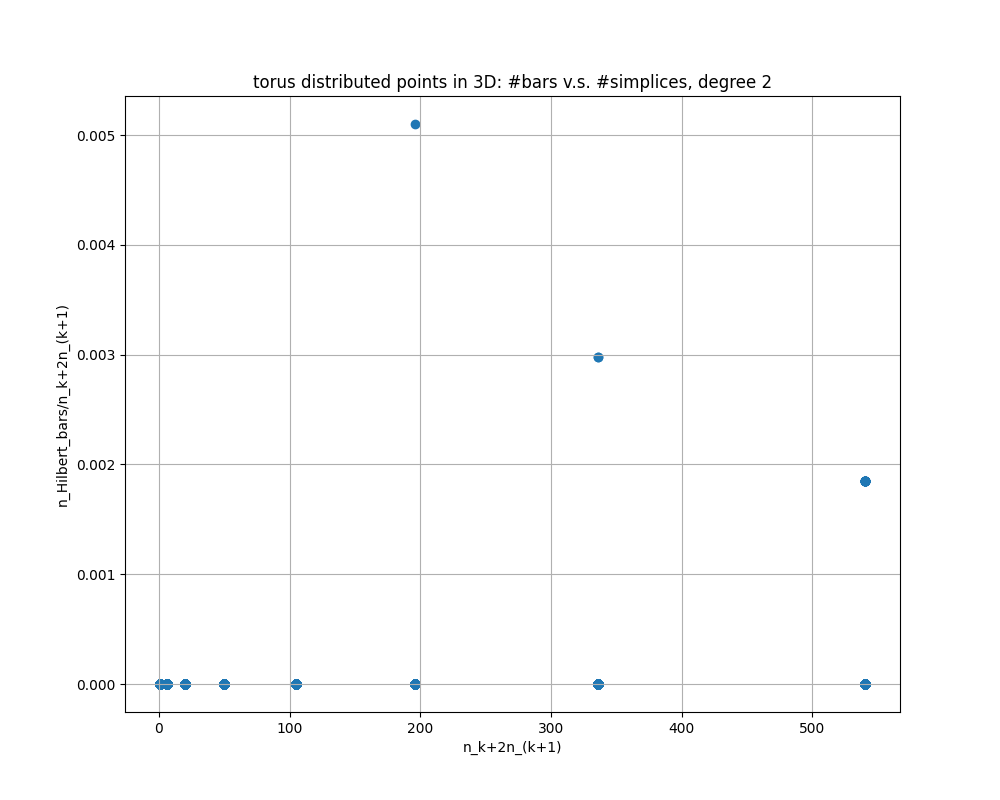 torus distributed points in 3D: #bars v.s. #simplices, degree 2
n_Hilbert_bars/n_k+2n_(k+1)
0.005
0.004
0.003
0.002
0.001
0.000
0 100 200 300 400 500
n_k+2n_(k+1)